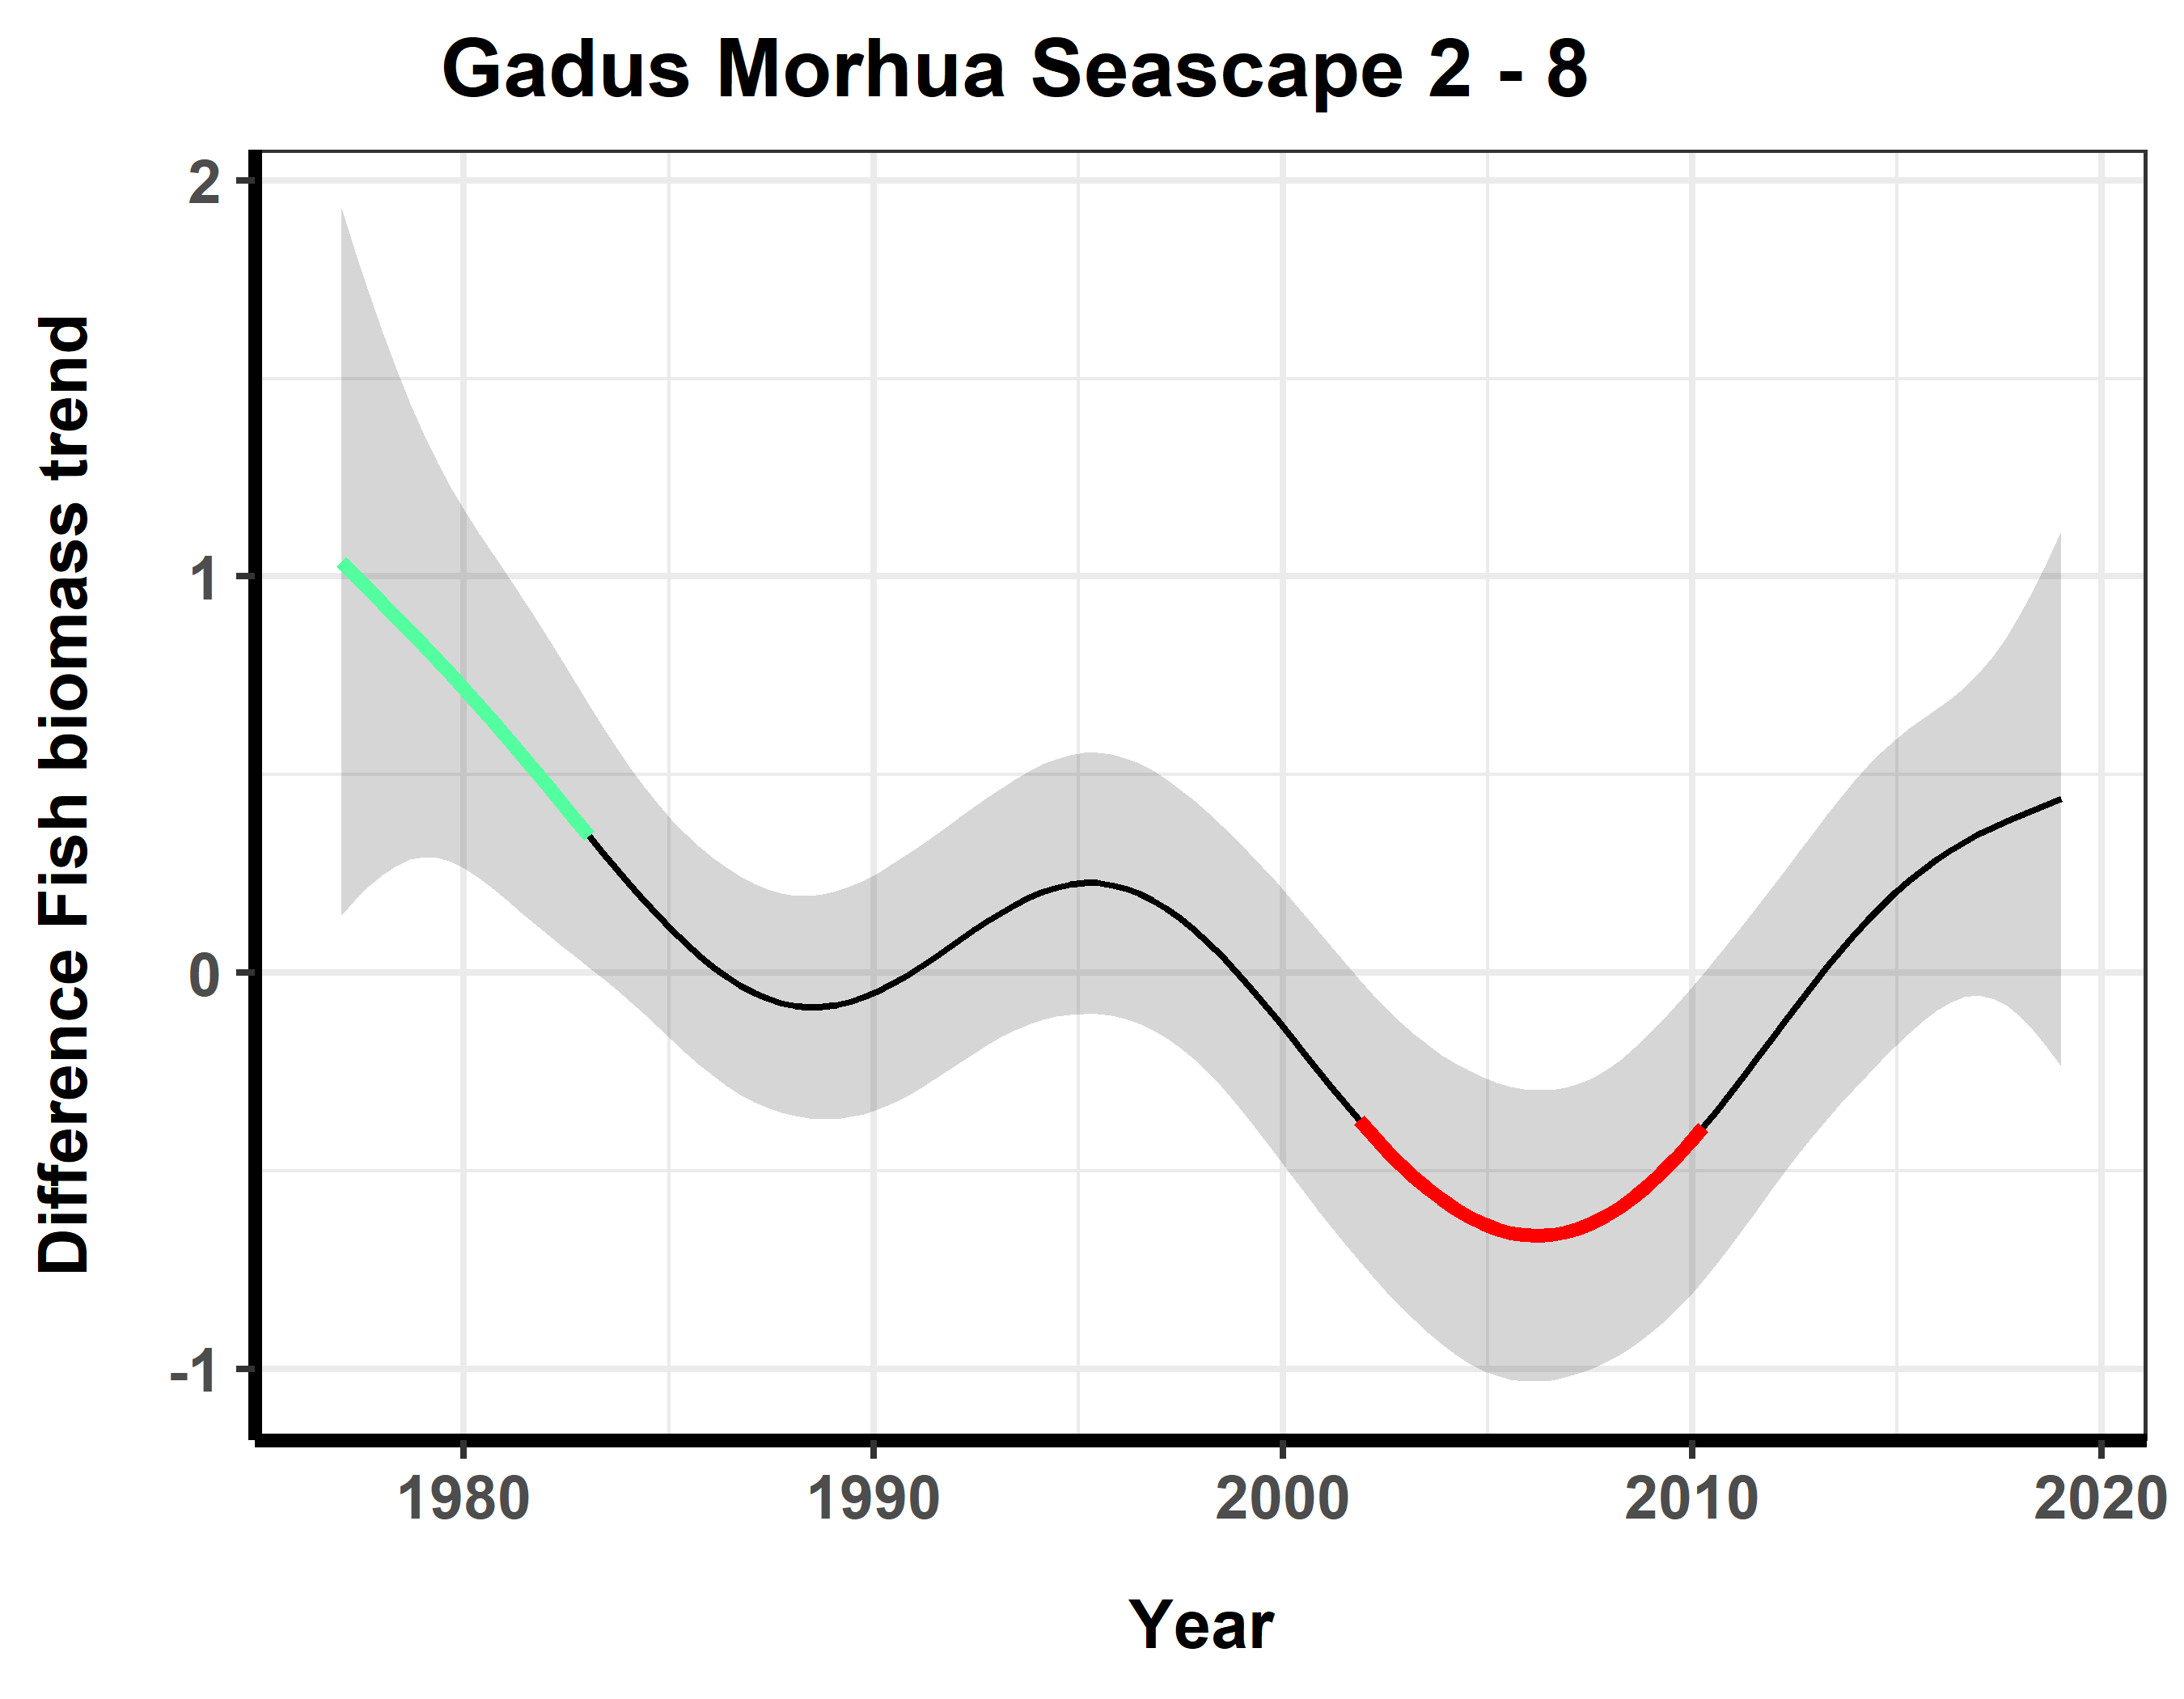 Gadus Morhua Seascape 2 - 8
Difference Fish biomass trend
2
1
0
-1
1980 1990 2000 2010 2020
Year